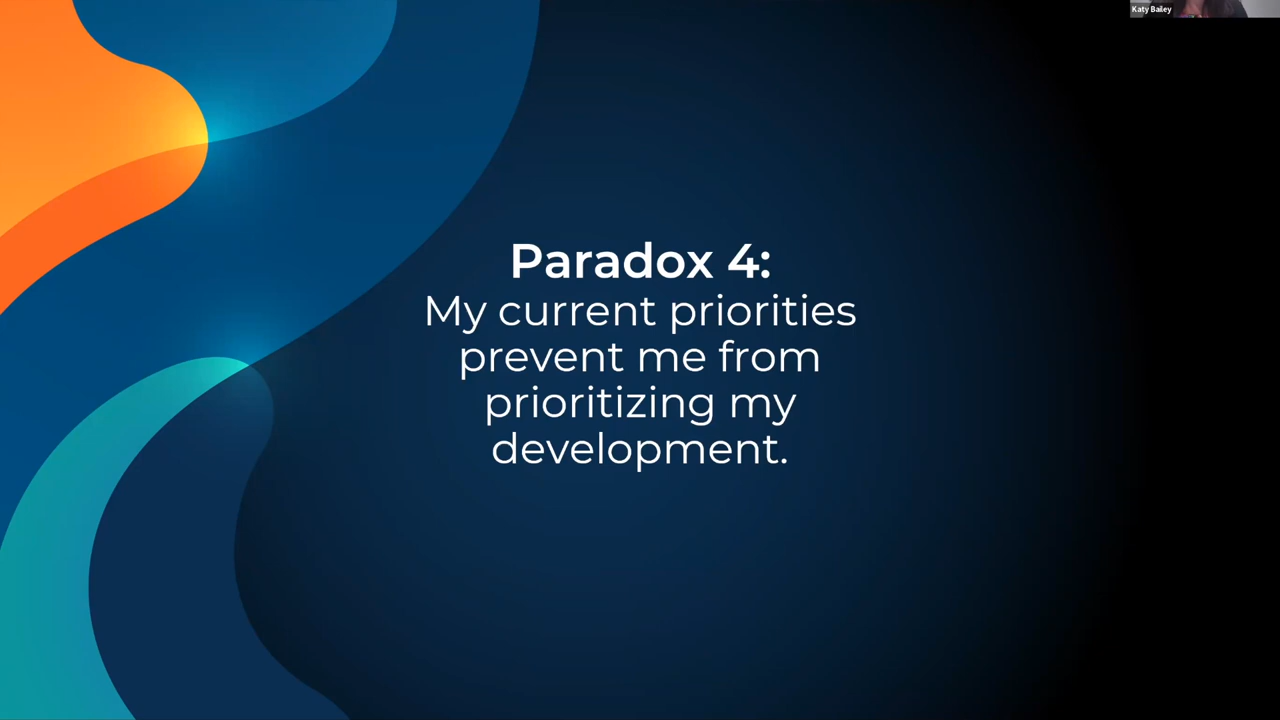 Katy Bailey
Paradox 4:
My current priorities
prevent me from
prioritizing my
development.